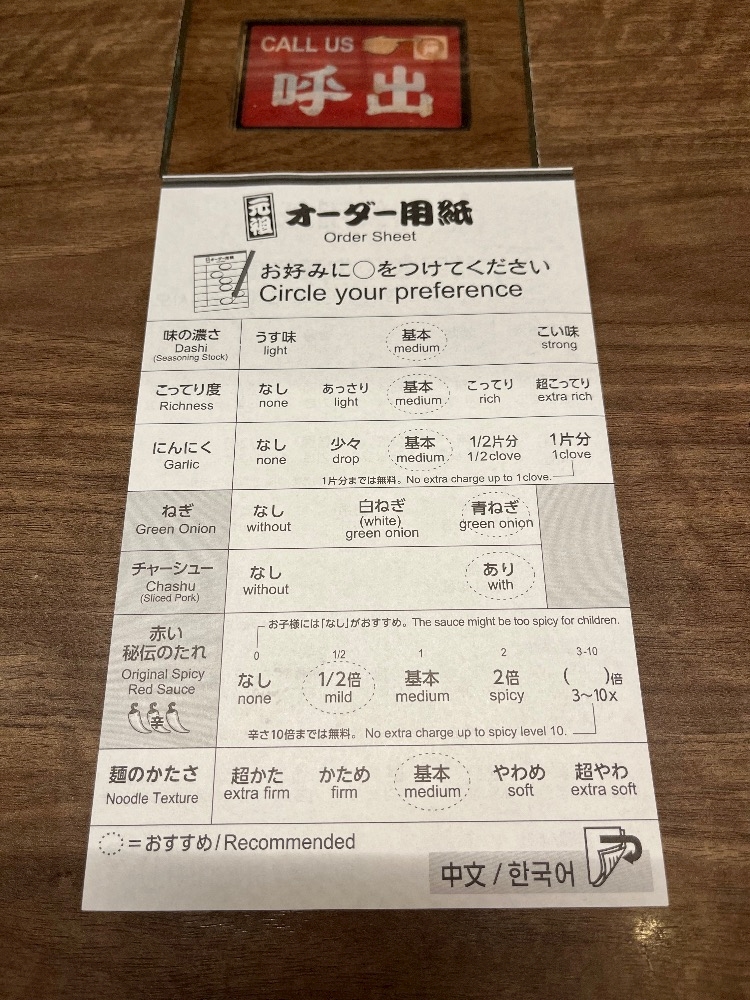 CALL US
呼出
元祖 オーダー用紙
Order Sheet
お好みに○をつけてください
Circle your preference
味の濃さ うす味 基本 こい味
Dashi light medium strong
(Seasoning Stock)
こってり度 なし あっさり 基本 こってり 超こってり
Richness none light medium rich extra rich
にんにく なし 少々 基本 1/2片分 1片分
Garlic none drop medium 1/2clove 1clove
1片分までは無料。No extra charge up to 1clove.
ねぎ なし 白ねぎ 青ねぎ
Green Onion without (white) green onion
green onion
チャーシュー なし あり
Chashu without with
(Sliced Pork)
赤い
秘伝のたれ
Original Spicy
Red Sauce
辛
お子様には「なし」がおすすめ。The sauce might be too spicy for children.
0 1/2 1 2 3-10
なし 1/2倍 基本 2倍 ( )倍
none mild medium spicy 3~10x
辛さ10倍までは無料。No extra charge up to spicy level 10.
麺のかたさ 超かた かため 基本 やわめ 超やわ
Noodle Texture extra firm firm medium soft extra soft
=おすすめ/Recommended
中文 / 한국어